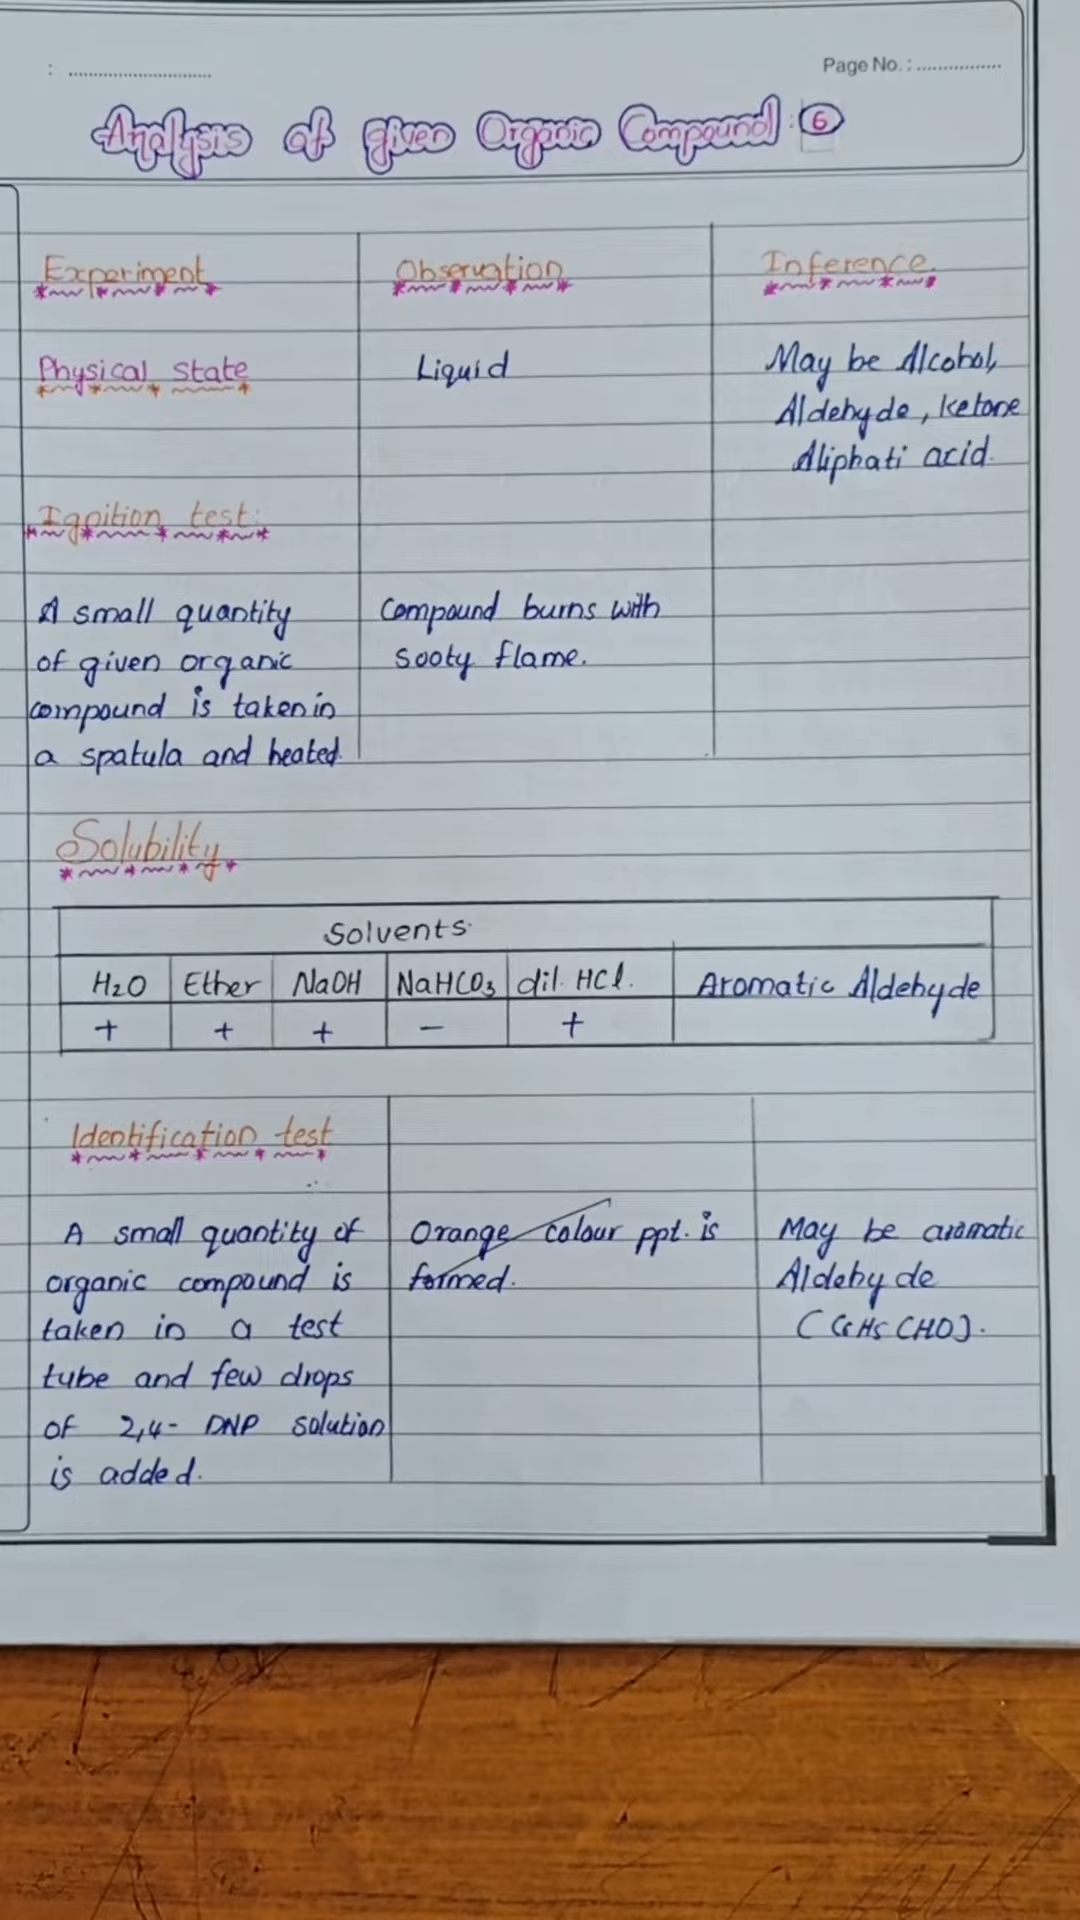 : ............................
Page No. : .................
Analysis of given Organic Compound : 6
Experiment
Observation
Inference.
Physical state
Liquid
May be Alcohol,
Aldehyde, ketone
Aliphati acid.
Ignition test:
A small quantity
of given organic
compound is taken in
a spatula and heated.
Compound burns with
sooty flame.
Solubility
Solvents
H2O Ether NaOH NaHCO3 dil. HCl. Aromatic Aldehyde
+ + + - +
Identification test
A small quantity of
organic compound is
taken in a test
tube and few drops
of 2,4- DNP solution
is added.
Orange colour ppt. is
formed.
May be aromatic
Aldehyde
(C6H5 CHO).